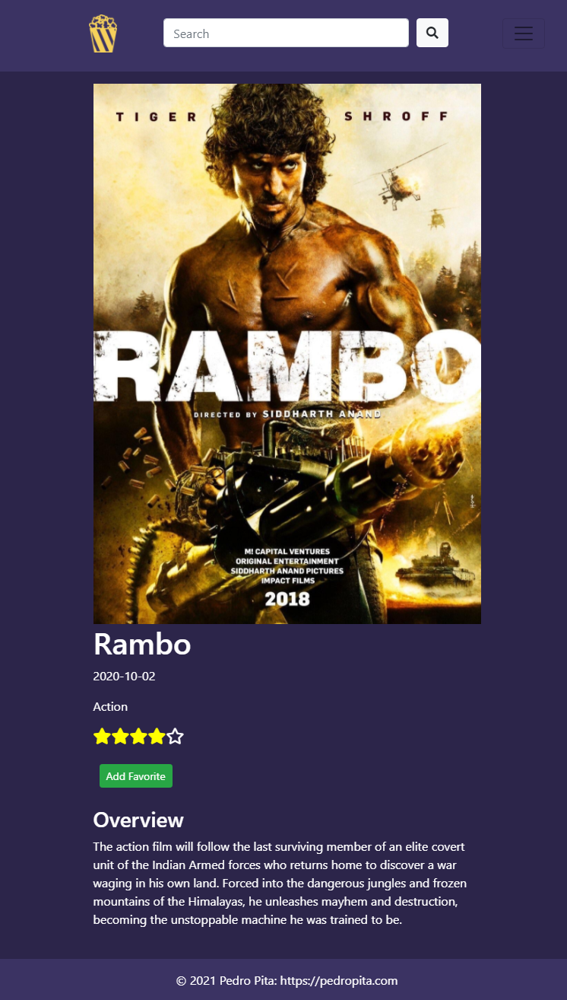 Search
TIGER SHROFF
RAMBO
DIRECTED BY SIDDHARTH ANAND
M! CAPITAL VENTURES
ORIGINAL ENTERTAINMENT
SIDDHARTH ANAND PICTURES
IMPACT FILMS
2018
Rambo
2020-10-02
Action
Add Favorite
Overview
The action film will follow the last surviving member of an elite covert
unit of the Indian Armed forces who returns home to discover a war
waging in his own land. Forced into the dangerous jungles and frozen
mountains of the Himalayas, he unleashes mayhem and destruction,
becoming the unstoppable machine he was trained to be.
© 2021 Pedro Pita: https://pedropita.com